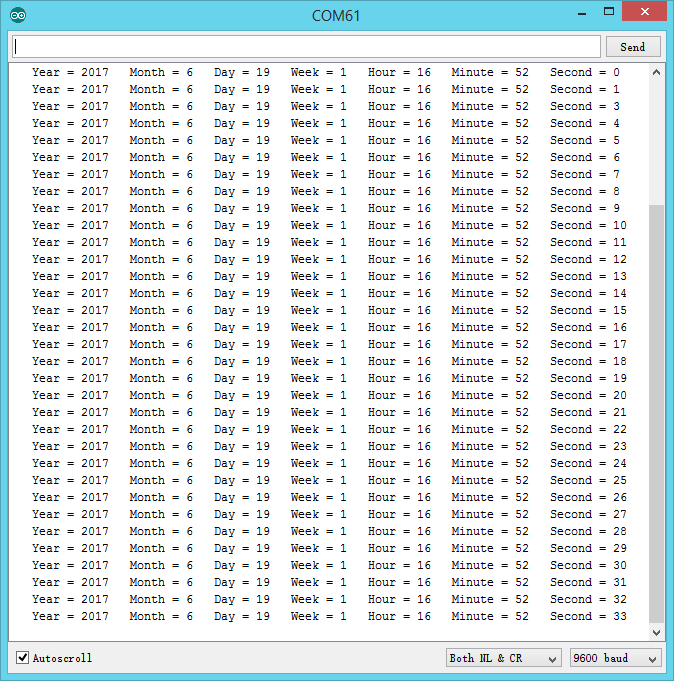 COM61
Send
Year = 2017 Month = 6 Day = 19 Week = 1 Hour = 16 Minute = 52 Second = 0
Year = 2017 Month = 6 Day = 19 Week = 1 Hour = 16 Minute = 52 Second = 1
Year = 2017 Month = 6 Day = 19 Week = 1 Hour = 16 Minute = 52 Second = 3
Year = 2017 Month = 6 Day = 19 Week = 1 Hour = 16 Minute = 52 Second = 4
Year = 2017 Month = 6 Day = 19 Week = 1 Hour = 16 Minute = 52 Second = 5
Year = 2017 Month = 6 Day = 19 Week = 1 Hour = 16 Minute = 52 Second = 6
Year = 2017 Month = 6 Day = 19 Week = 1 Hour = 16 Minute = 52 Second = 7
Year = 2017 Month = 6 Day = 19 Week = 1 Hour = 16 Minute = 52 Second = 8
Year = 2017 Month = 6 Day = 19 Week = 1 Hour = 16 Minute = 52 Second = 9
Year = 2017 Month = 6 Day = 19 Week = 1 Hour = 16 Minute = 52 Second = 10
Year = 2017 Month = 6 Day = 19 Week = 1 Hour = 16 Minute = 52 Second = 11
Year = 2017 Month = 6 Day = 19 Week = 1 Hour = 16 Minute = 52 Second = 12
Year = 2017 Month = 6 Day = 19 Week = 1 Hour = 16 Minute = 52 Second = 13
Year = 2017 Month = 6 Day = 19 Week = 1 Hour = 16 Minute = 52 Second = 14
Year = 2017 Month = 6 Day = 19 Week = 1 Hour = 16 Minute = 52 Second = 15
Year = 2017 Month = 6 Day = 19 Week = 1 Hour = 16 Minute = 52 Second = 16
Year = 2017 Month = 6 Day = 19 Week = 1 Hour = 16 Minute = 52 Second = 17
Year = 2017 Month = 6 Day = 19 Week = 1 Hour = 16 Minute = 52 Second = 18
Year = 2017 Month = 6 Day = 19 Week = 1 Hour = 16 Minute = 52 Second = 19
Year = 2017 Month = 6 Day = 19 Week = 1 Hour = 16 Minute = 52 Second = 20
Year = 2017 Month = 6 Day = 19 Week = 1 Hour = 16 Minute = 52 Second = 21
Year = 2017 Month = 6 Day = 19 Week = 1 Hour = 16 Minute = 52 Second = 22
Year = 2017 Month = 6 Day = 19 Week = 1 Hour = 16 Minute = 52 Second = 23
Year = 2017 Month = 6 Day = 19 Week = 1 Hour = 16 Minute = 52 Second = 24
Year = 2017 Month = 6 Day = 19 Week = 1 Hour = 16 Minute = 52 Second = 25
Year = 2017 Month = 6 Day = 19 Week = 1 Hour = 16 Minute = 52 Second = 26
Year = 2017 Month = 6 Day = 19 Week = 1 Hour = 16 Minute = 52 Second = 27
Year = 2017 Month = 6 Day = 19 Week = 1 Hour = 16 Minute = 52 Second = 28
Year = 2017 Month = 6 Day = 19 Week = 1 Hour = 16 Minute = 52 Second = 29
Year = 2017 Month = 6 Day = 19 Week = 1 Hour = 16 Minute = 52 Second = 30
Year = 2017 Month = 6 Day = 19 Week = 1 Hour = 16 Minute = 52 Second = 31
Year = 2017 Month = 6 Day = 19 Week = 1 Hour = 16 Minute = 52 Second = 32
Year = 2017 Month = 6 Day = 19 Week = 1 Hour = 16 Minute = 52 Second = 33
Autoscroll Both NL & CR 9600 baud